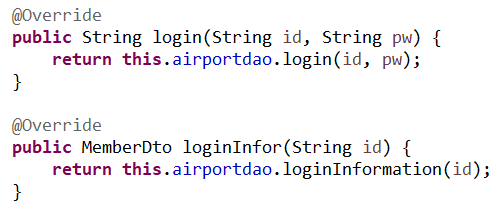 @Override
public String login(String id, String pw) {
    return this.airportdao.login(id, pw);
}
@Override
public MemberDto loginInfor(String id) {
    return this.airportdao.loginInformation(id);
}